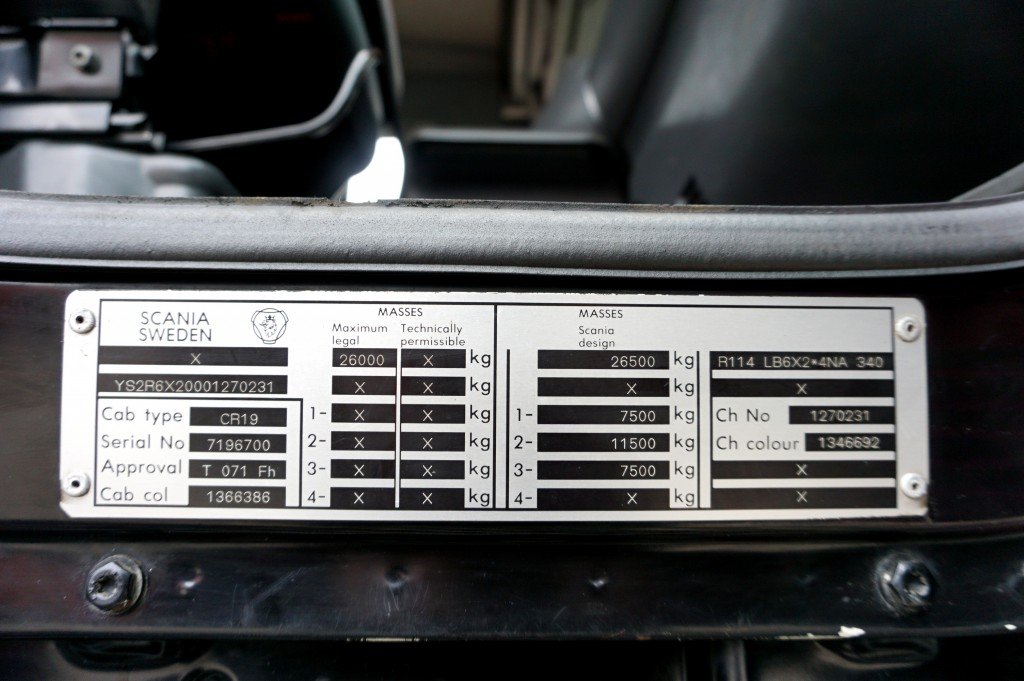 SCANIA
SWEDEN
X
YS2R6X20001270231
Cab type CR19
Serial No 7196700
Approval T 071 Fh
Cab col 1366386
MASSES
Maximum legal Technically permissible
26000 X kg
X X kg
1- X X kg
2- X X kg
3- X X kg
4- X X kg
MASSES
Scania design
26500 kg
X kg
1- 7500 kg
2- 11500 kg
3- 7500 kg
4- X kg
R114 LB6X2*4NA 340
X
Ch No 1270231
Ch colour 1346692
X
X